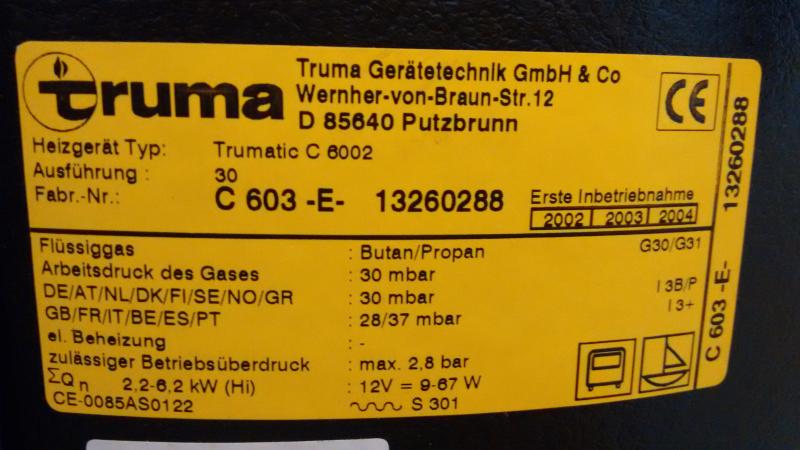 truma
Truma Gerätetechnik GmbH & Co
Wernher-von-Braun-Str.12
D 85640 Putzbrunn
CE
Heizgerät Typ: Trumatic C 6002
Ausführung : 30
Fabr.-Nr.: C 603 -E- 13260288
Erste Inbetriebnahme
2002 2003 2004
Flüssiggas : Butan/Propan G30/G31
Arbeitsdruck des Gases : 30 mbar
DE/AT/NL/DK/FI/SE/NO/GR : 30 mbar I 3B/P
GB/FR/IT/BE/ES/PT : 28/37 mbar I 3+
el. Beheizung : -
zulässiger Betriebsüberdruck : max. 2,8 bar
ΣQn 2,2-6,2 kW (Hi) : 12V = 9-67 W
CE-0085AS0122 S 301
C 603 -E- 13260288